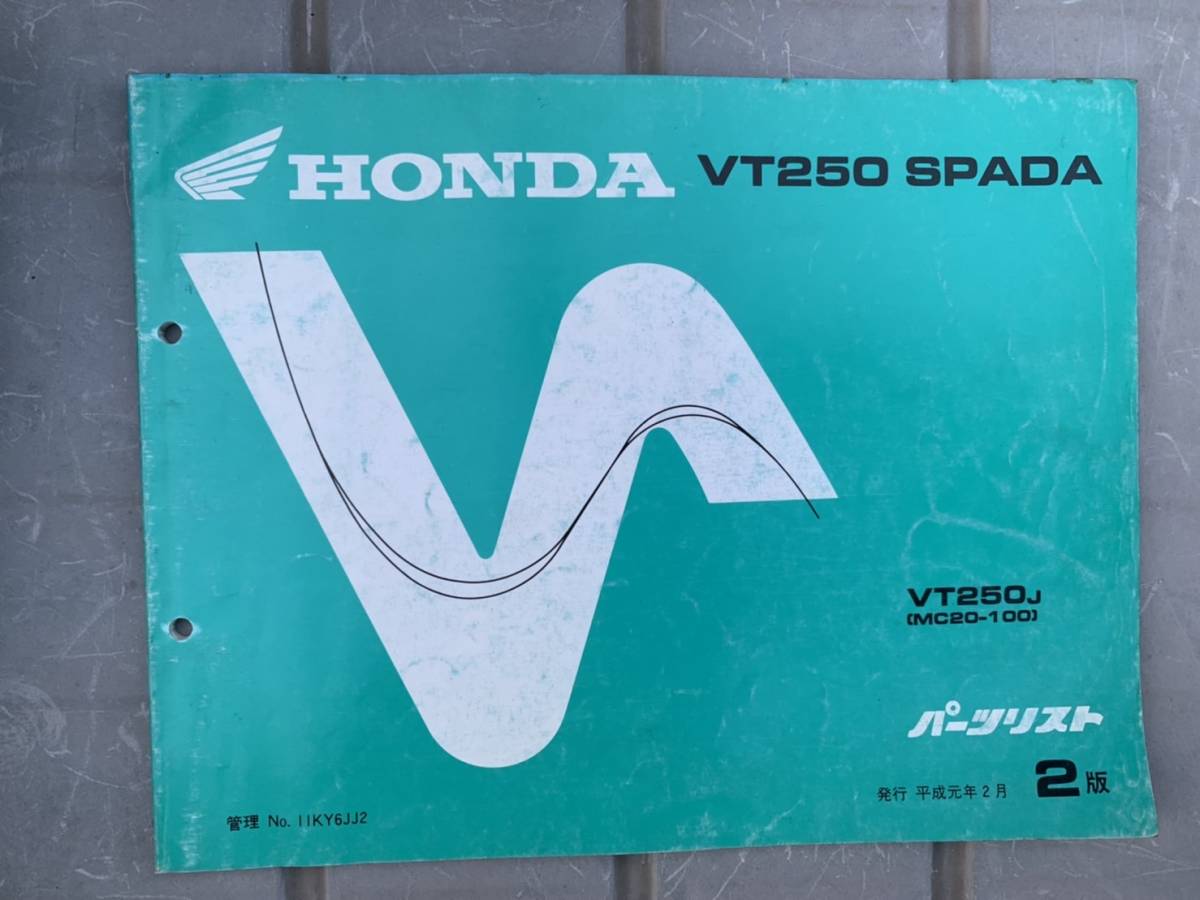 HONDA VT250 SPADA
VT250J
(MC20-100)
パーツリスト
発行 平成元年2月 2版
管理 No. 11KY6JJ2